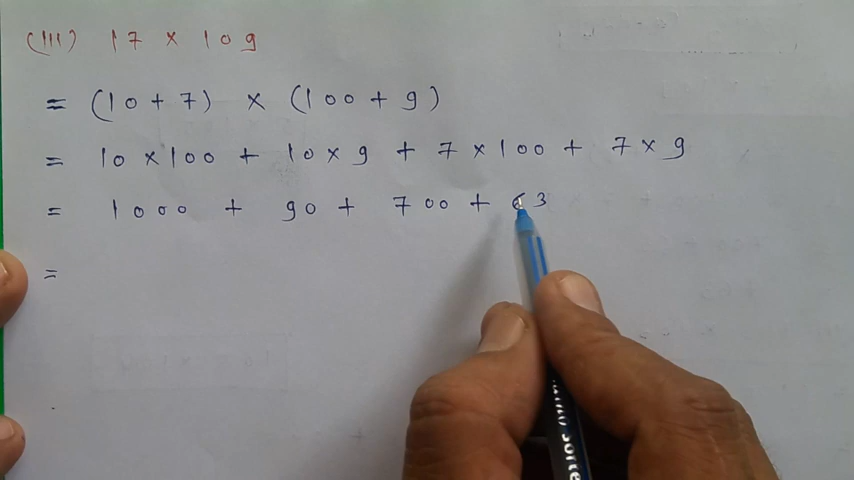 (III) 17 × 109
= (10 + 7) × (100 + 9)
= 10 × 100 + 10 × 9 + 7 × 100 + 7 × 9
= 1000 + 90 + 700 + 63
=